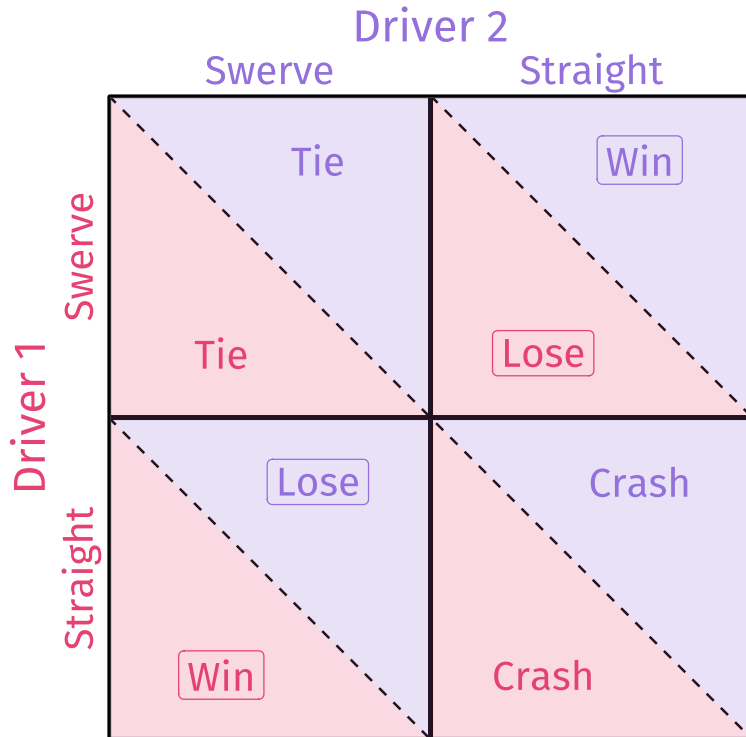 Driver 2
Swerve Straight
Driver 1
Swerve
Tie Win
Tie Lose
Straight
Lose Crash
Win Crash